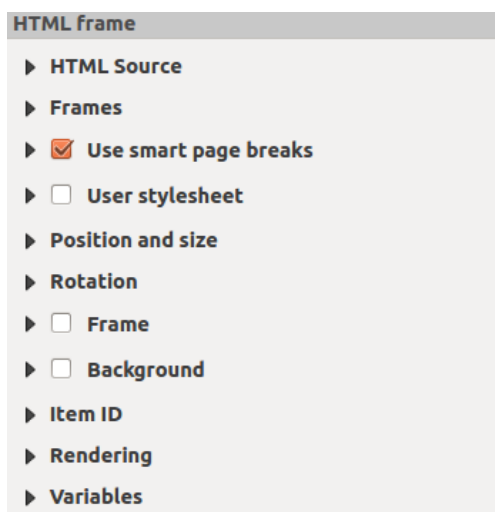 HTML frame
HTML Source
Frames
Use smart page breaks
User stylesheet
Position and size
Rotation
Frame
Background
Item ID
Rendering
Variables